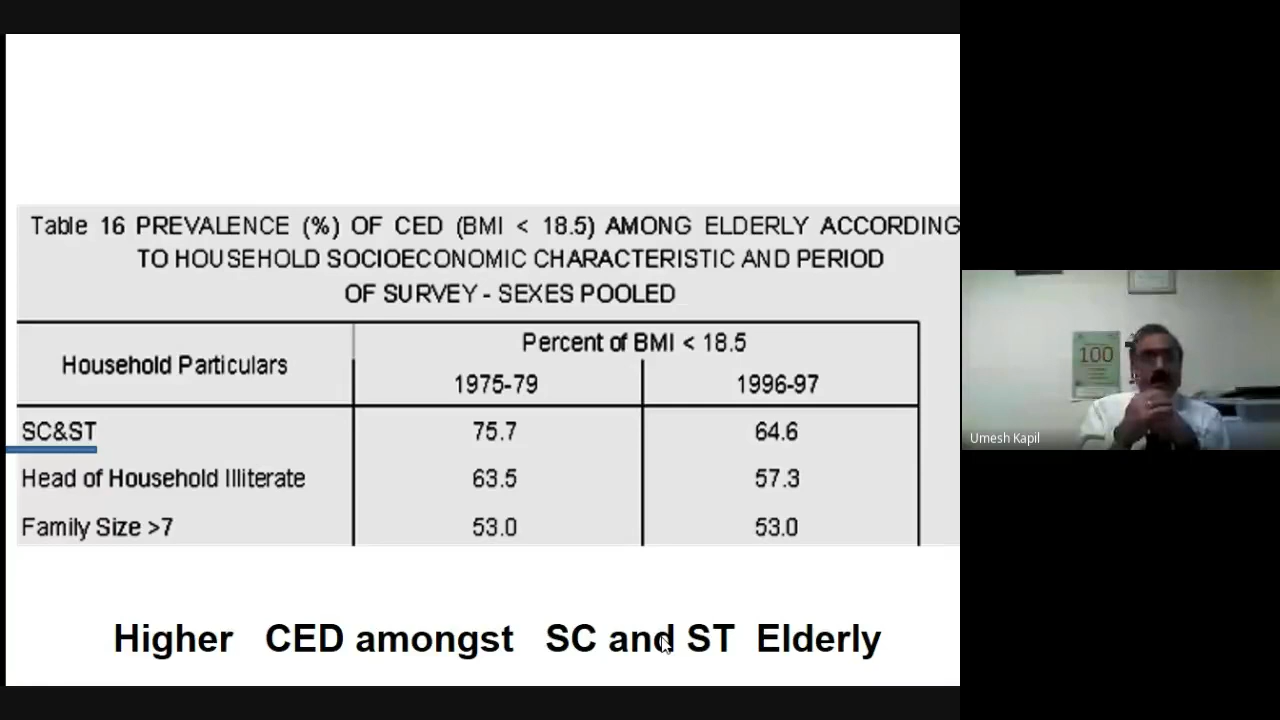 Table 16 PREVALENCE (%) OF CED (BMI < 18.5) AMONG ELDERLY ACCORDING
TO HOUSEHOLD SOCIOECONOMIC CHARACTERISTIC AND PERIOD
OF SURVEY - SEXES POOLED
Household Particulars
Percent of BMI < 18.5
1975-79 1996-97
SC&ST 75.7 64.6
Head of Household Illiterate 63.5 57.3
Family Size >7 53.0 53.0
Higher CED amongst SC and ST Elderly
100
Umesh Kapil